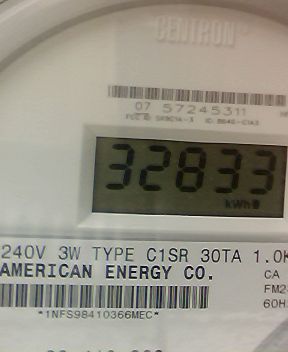 CENTRON
07 57245311
32833
kWh
240V 3W TYPE C1SR 30TA 1.0K
AMERICAN ENERGY CO.
CA
FM2
60H
*1NFS98410366MEC*